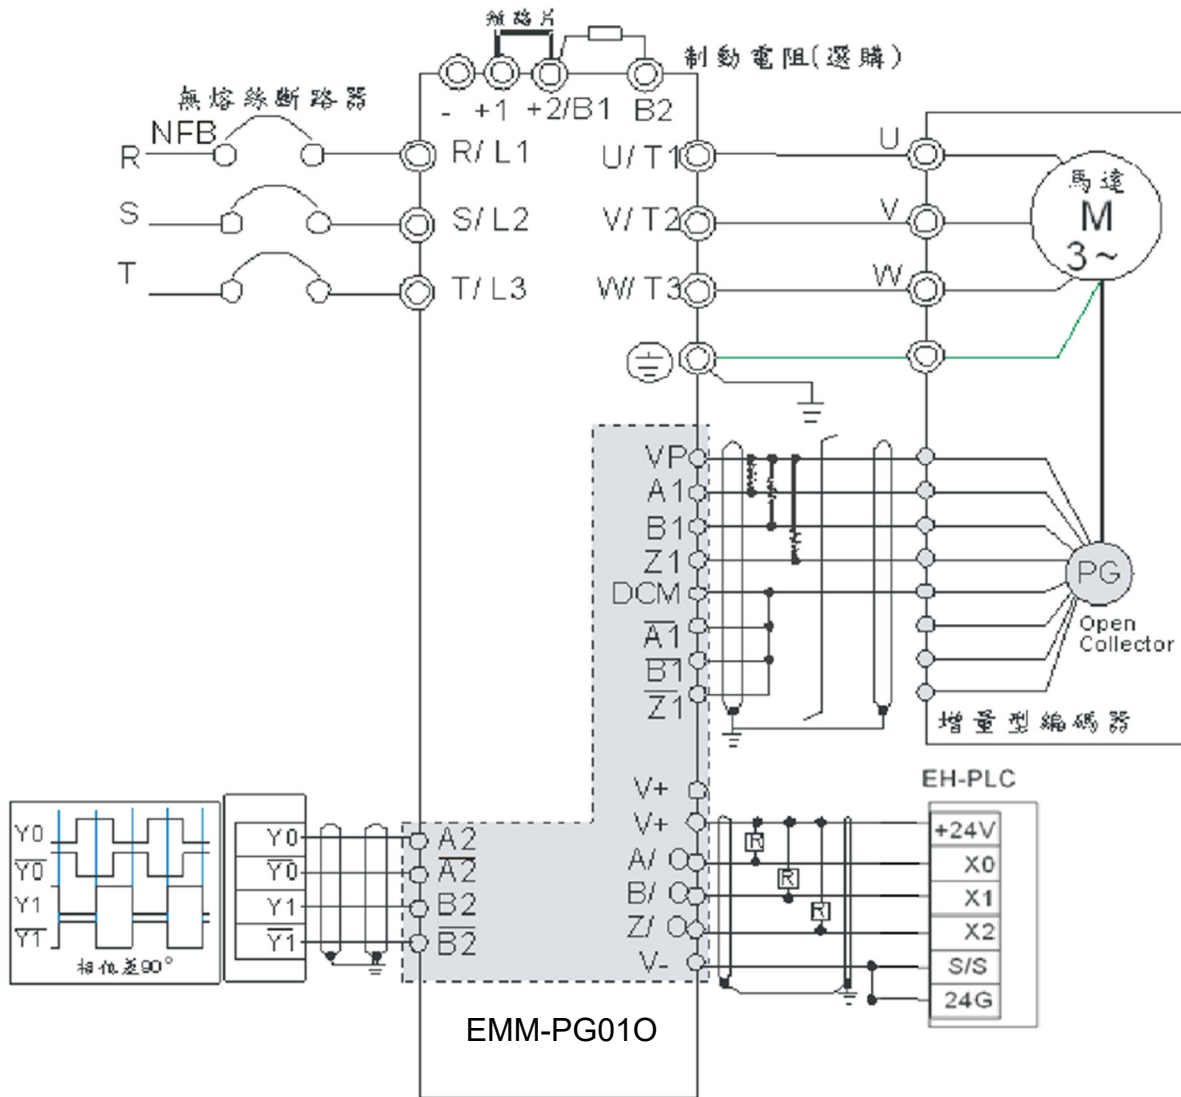 短路片
制動電阻(選購)
- +1 +2/B1 B2
無熔絲斷路器
NFB
R
R/L1
U/T1
U
S
S/L2
V/T2
V
T
T/L3
W/T3
W
馬達
M
3~
VP
A1
B1
Z1
DCM
A1
B1
Z1
PG
Open
Collector
增量型編碼器
V+
V+
A/O
B/O
Z/O
V-
R
R
R
EH-PLC
+24V
X0
X1
X2
S/S
24G
Y0
Y0
Y1
Y1
相位差90°
Y0
Y0
Y1
Y1
A2
A2
B2
B2
EMM-PG01O